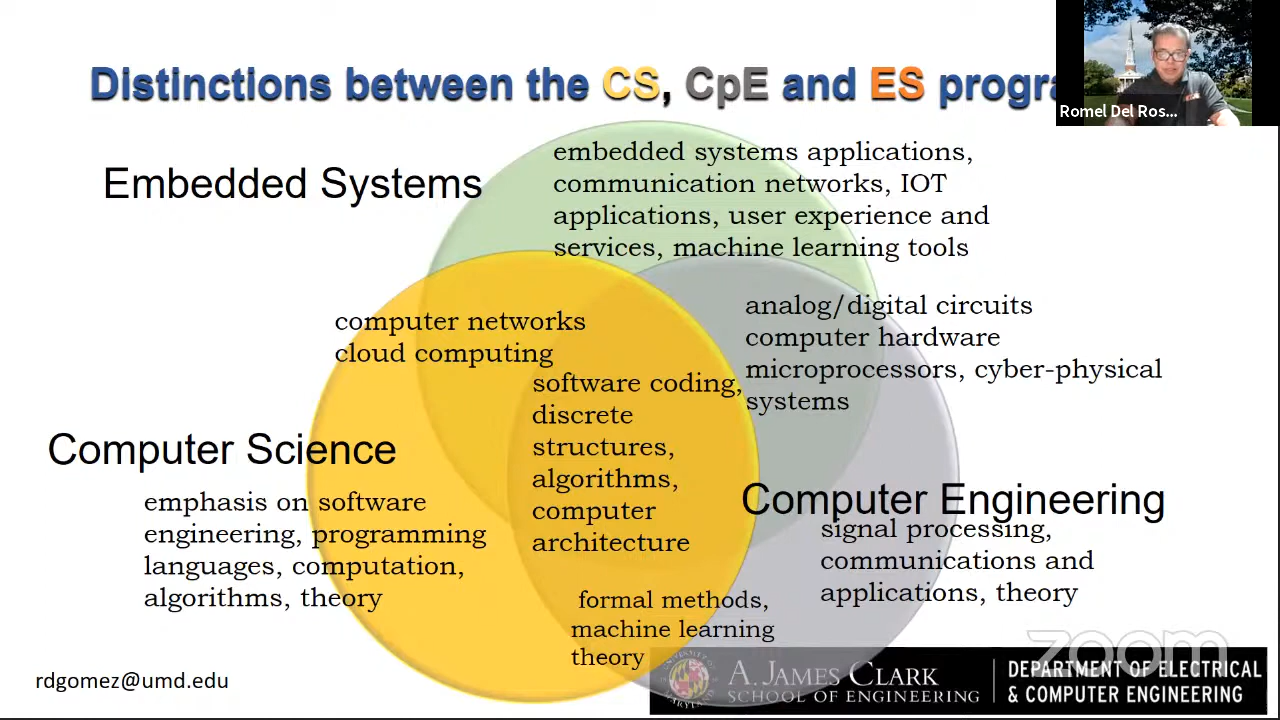 Distinctions between the CS, CpE and ES progra
Romel Del Ros...
Embedded Systems
embedded systems applications,
communication networks, IOT
applications, user experience and
services, machine learning tools
computer networks
cloud computing
analog/digital circuits
computer hardware
microprocessors, cyber-physical
systems
software coding,
discrete
structures,
algorithms,
computer
architecture
Computer Science
emphasis on software
engineering, programming
languages, computation,
algorithms, theory
Computer Engineering
signal processing,
communications and
applications, theory
formal methods,
machine learning
theory
rdgomez@umd.edu
zoom
A. JAMES CLARK
SCHOOL OF ENGINEERING
DEPARTMENT OF ELECTRICAL
& COMPUTER ENGINEERING